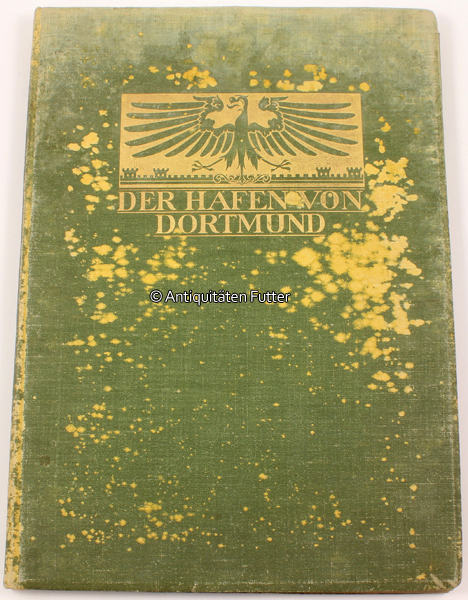 DER HAFEN VON
DORTMUND
© Antiquitäten Futter